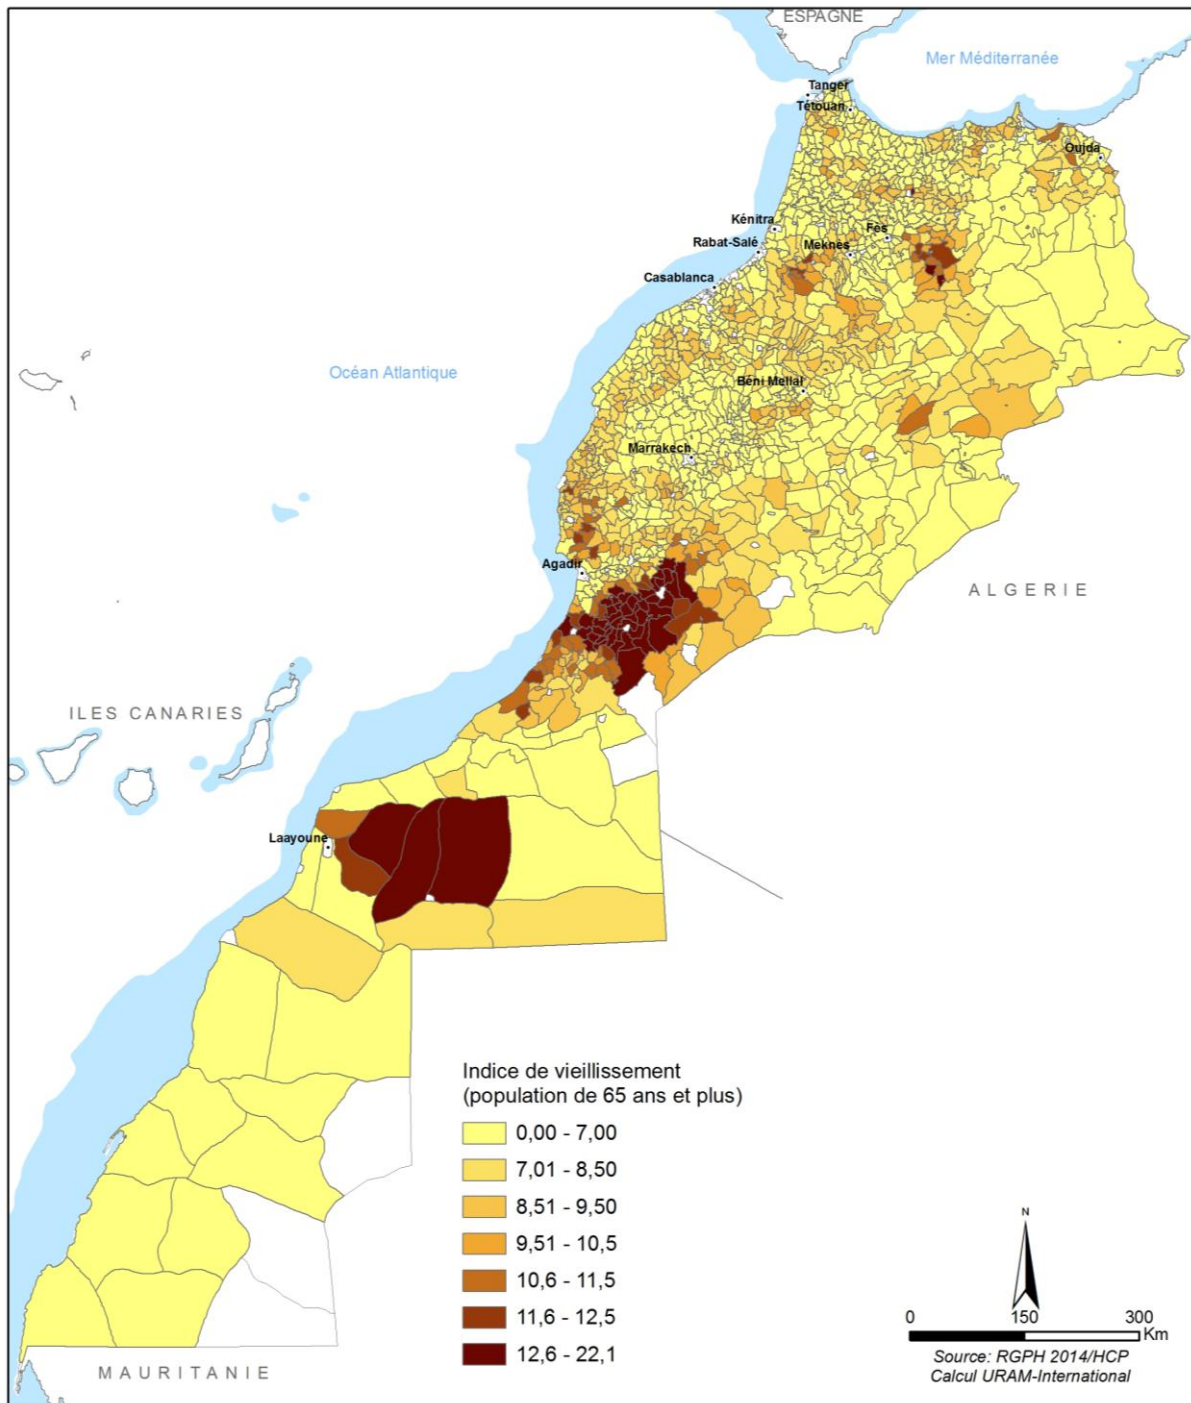 ESPAGNE
Mer Méditerranée
Tanger
Tétouan
Oujda
Kénitra
Fès
Rabat-Salé
Meknès
Casablanca
Océan Atlantique
Béni Mellal
Marrakech
Agadir
ALGERIE
ILES CANARIES
Laayoune
Indice de vieillissement
(population de 65 ans et plus)
0,00 - 7,00
7,01 - 8,50
8,51 - 9,50
9,51 - 10,5
10,6 - 11,5
11,6 - 12,5
12,6 - 22,1
N
0 150 300
Km
Source: RGPH 2014/HCP
Calcul URAM-International
MAURITANIE